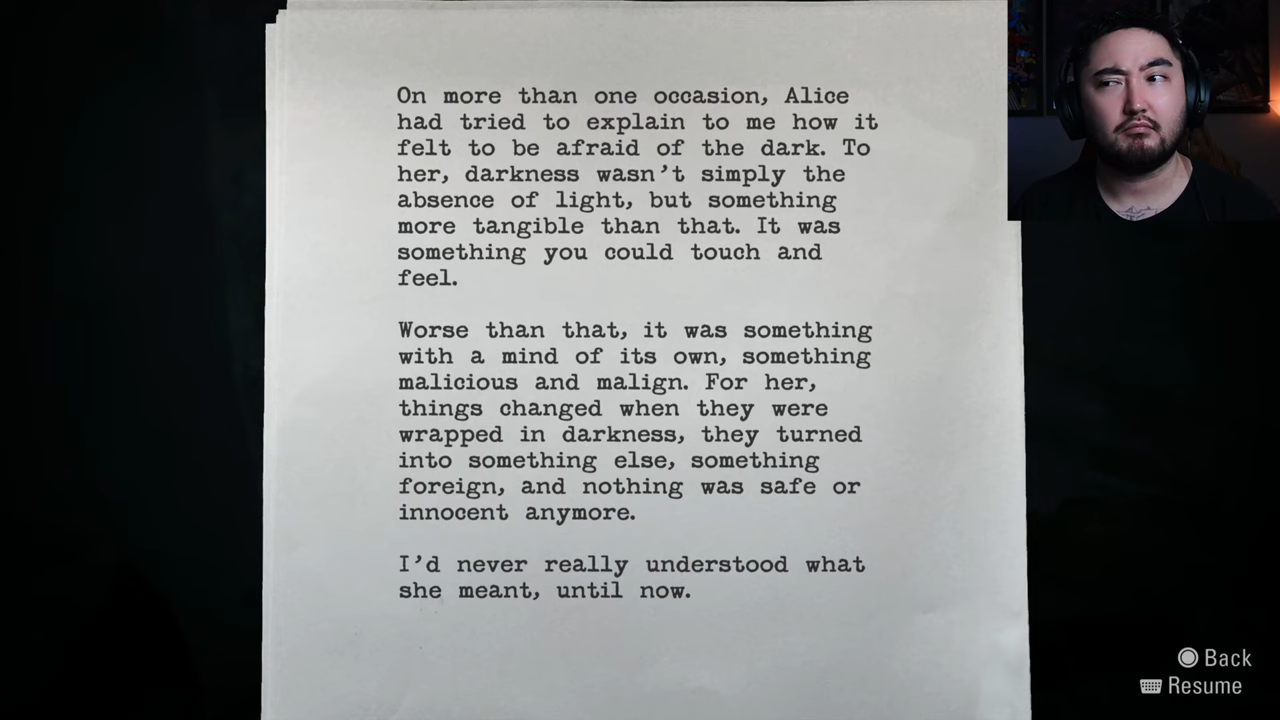 On more than one occasion, Alice
had tried to explain to me how it
felt to be afraid of the dark. To
her, darkness wasn't simply the
absence of light, but something
more tangible than that. It was
something you could touch and
feel.
Worse than that, it was something
with a mind of its own, something
malicious and malign. For her,
things changed when they were
wrapped in darkness, they turned
into something else, something
foreign, and nothing was safe or
innocent anymore.
I'd never really understood what
she meant, until now.
Back
Resume